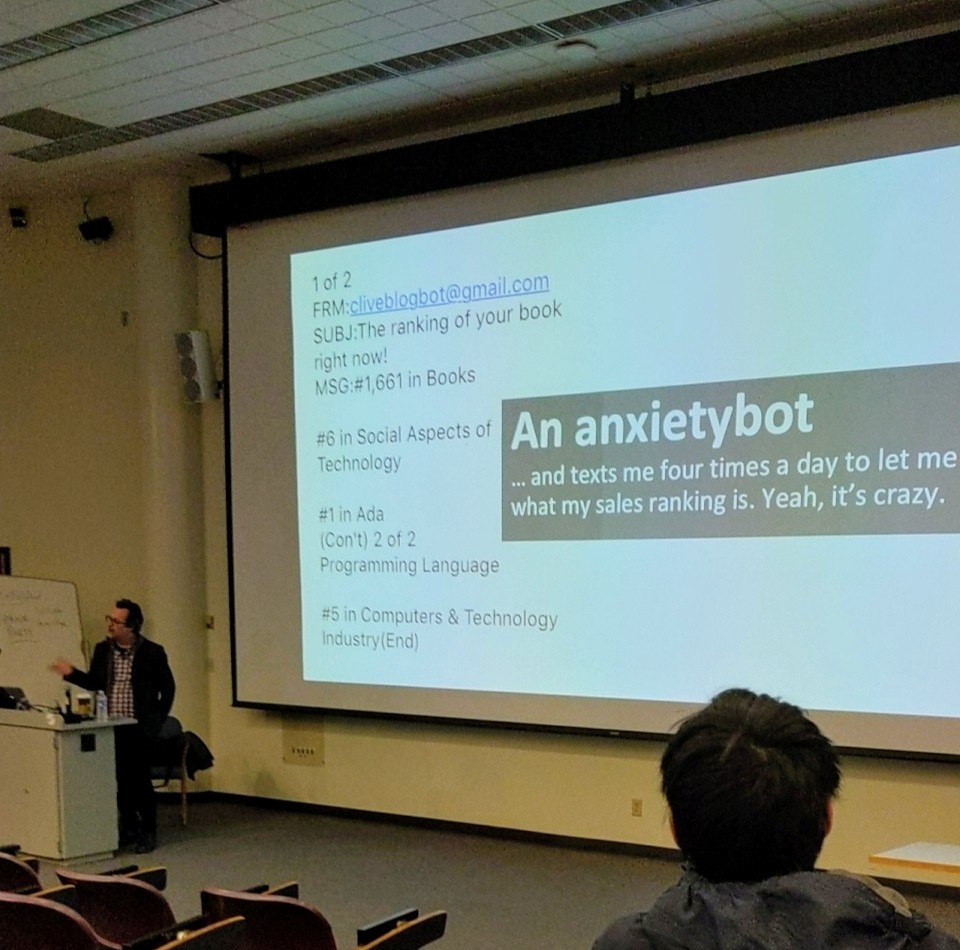 1 of 2
FRM:cliveblogbot@gmail.com
SUBJ:The ranking of your book
right now!
MSG:#1,661 in Books
#6 in Social Aspects of
Technology
#1 in Ada
(Con't) 2 of 2
Programming Language
#5 in Computers & Technology
Industry(End)
An anxietybot
... and texts me four times a day to let me
what my sales ranking is. Yeah, it's crazy.